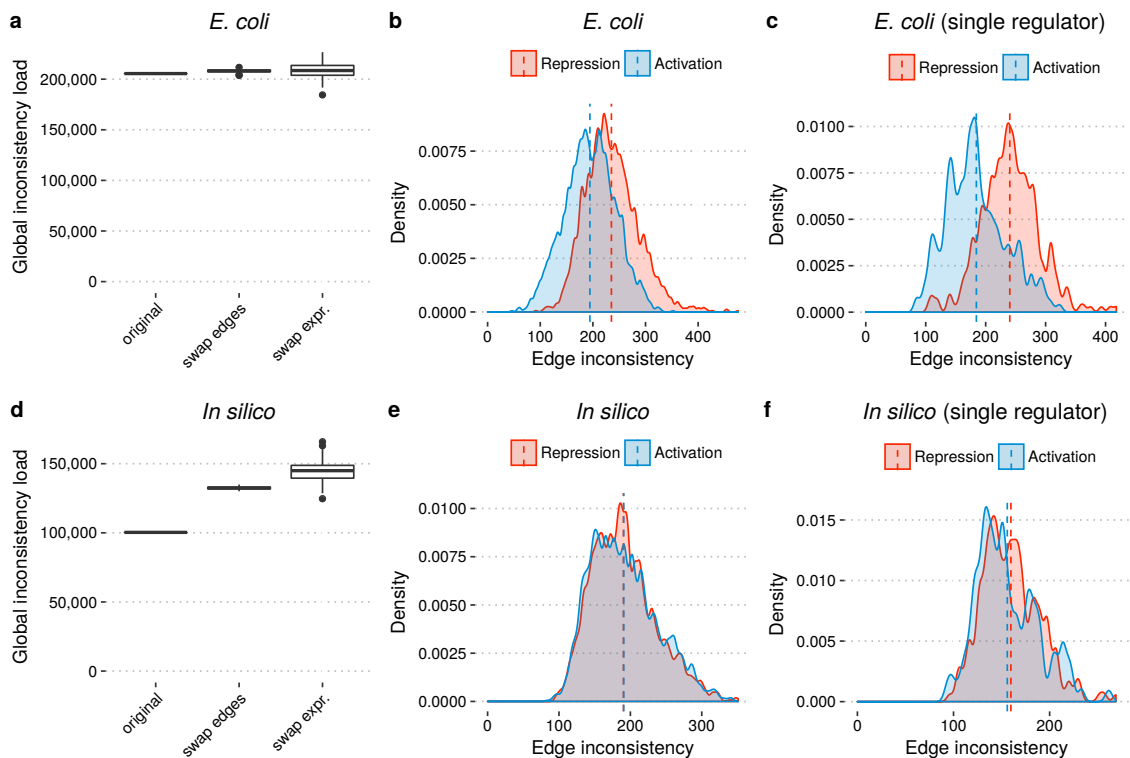 a
E. coli
Global inconsistency load
200,000
150,000
100,000
50,000
0
original
swap edges
swap expr.
b
E. coli
Repression
Activation
Density
0.0075
0.0050
0.0025
0.0000
0
100
200
300
400
Edge inconsistency
c
E. coli (single regulator)
Repression
Activation
Density
0.0100
0.0075
0.0050
0.0025
0.0000
0
100
200
300
400
Edge inconsistency
d
In silico
Global inconsistency load
150,000
100,000
50,000
0
original
swap edges
swap expr.
e
In silico
Repression
Activation
Density
0.0100
0.0075
0.0050
0.0025
0.0000
0
100
200
300
Edge inconsistency
f
In silico (single regulator)
Repression
Activation
Density
0.015
0.010
0.005
0.000
0
100
200
Edge inconsistency